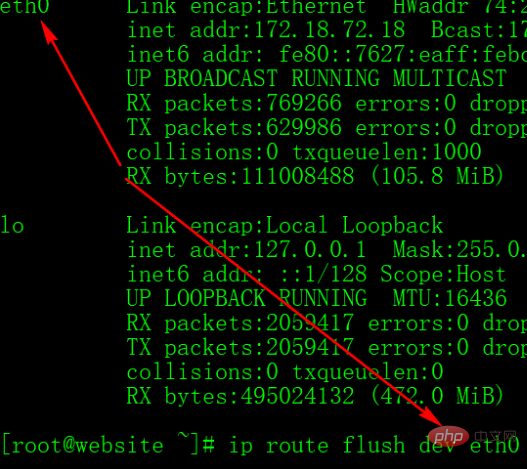 eth0 Link encap:Ethernet HWaddr 74:2
inet addr:172.18.72.18 Bcast:17
inet6 addr: fe80::7627:eaff:febc
UP BROADCAST RUNNING MULTICAST
RX packets:769266 errors:0 dropp
TX packets:629986 errors:0 dropp
collisions:0 txqueuelen:1000
RX bytes:111008488 (105.8 MiB)
lo Link encap:Local Loopback
inet addr:127.0.0.1 Mask:255.0.
inet6 addr: ::1/128 Scope:Host
UP LOOPBACK RUNNING MTU:16436
RX packets:2059417 errors:0 drop
TX packets:2059417 errors:0 drop
collisions:0 txqueuelen:0
RX bytes:495024132 (472.0 MiB)
[root@website ~]# ip route flush dev eth0
php 中文网